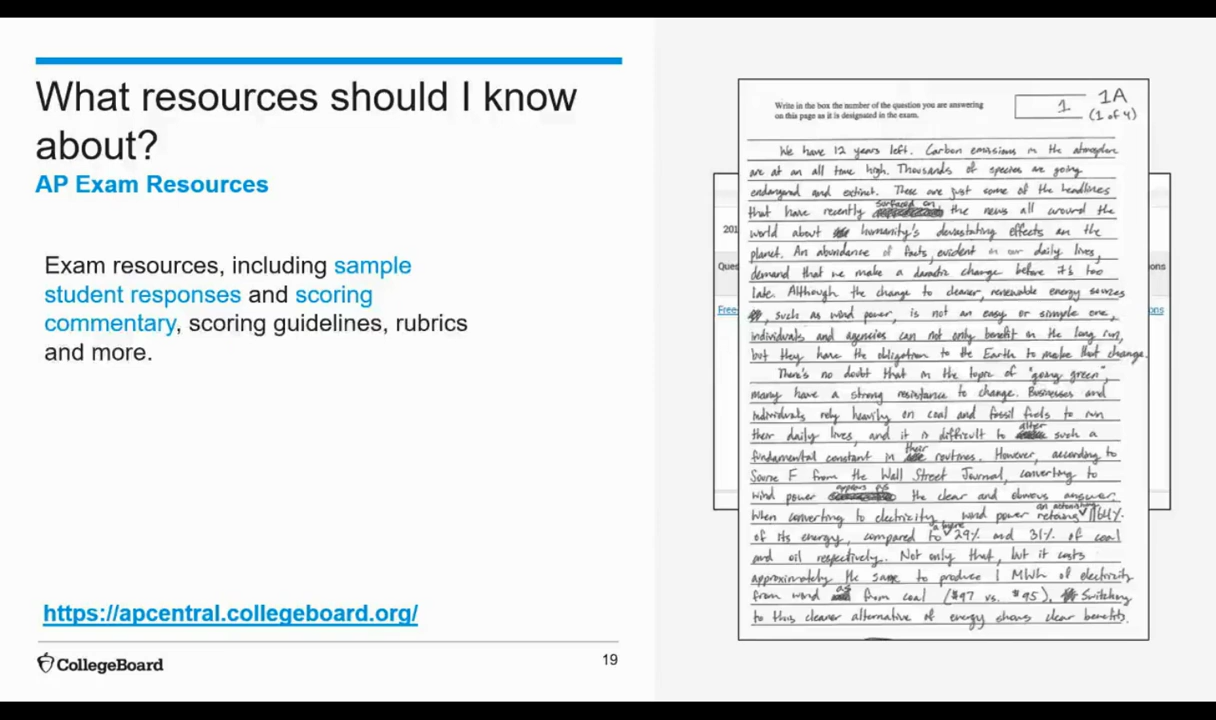 What resources should I know
about?
AP Exam Resources
Exam resources, including sample
student responses and scoring
commentary, scoring guidelines, rubrics
and more.
https://apcentral.collegeboard.org/
CollegeBoard
19
Write in the box the number of the question you are answering
on this page as it is designated in the exam.
1
1A
(1 of 4)
We have 12 years left. Carbon emissions in the atmosphere
are at an all time high. Thousands of species are going
endangered and extinct. These are just some of the headlines
that have recently surfaced on the news all around the
world about humanity's devastating effects on the
planet. An abundance of facts, evident in our daily lives,
demand that we make a change before it's too
late. Although the change to cleaner, renewable energy sources
, such as wind power, is not an easy or simple one,
individuals and agencies can not only benefit in the long run,
but they have the obligation to the Earth to make that change.
There's no doubt that on the topic of "going green",
many have a strong resistance to change. Businesses and
individuals rely heavily on coal and fossil fuels to run
their daily lives, and it is difficult to alter such a
fundamental constant in their routines. However, according to
Source F from the Wall Street Journal, converting to
wind power appears as the clear and obvious answer.
When converting to electricity, wind power retains an astonishing 1164%
of its energy, compared to a mere 29% and 31% of coal
and oil respectively. Not only that, but it costs
approximately the same to produce 1 MWh of electricity
from wind as from coal ($97 vs. $95). Switching
to this cleaner alternative of energy shows clear benefits.
201
Ques
Free-
ions
ons